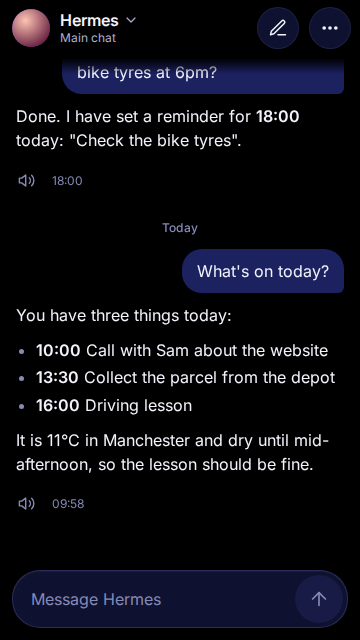 Hermes
Main chat
bike tyres at 6pm?
Done. I have set a reminder for 18:00
today: "Check the bike tyres".
18:00
Today
What's on today?
You have three things today:
• 10:00 Call with Sam about the website
• 13:30 Collect the parcel from the depot
• 16:00 Driving lesson
It is 11°C in Manchester and dry until mid-
afternoon, so the lesson should be fine.
09:58
Message Hermes